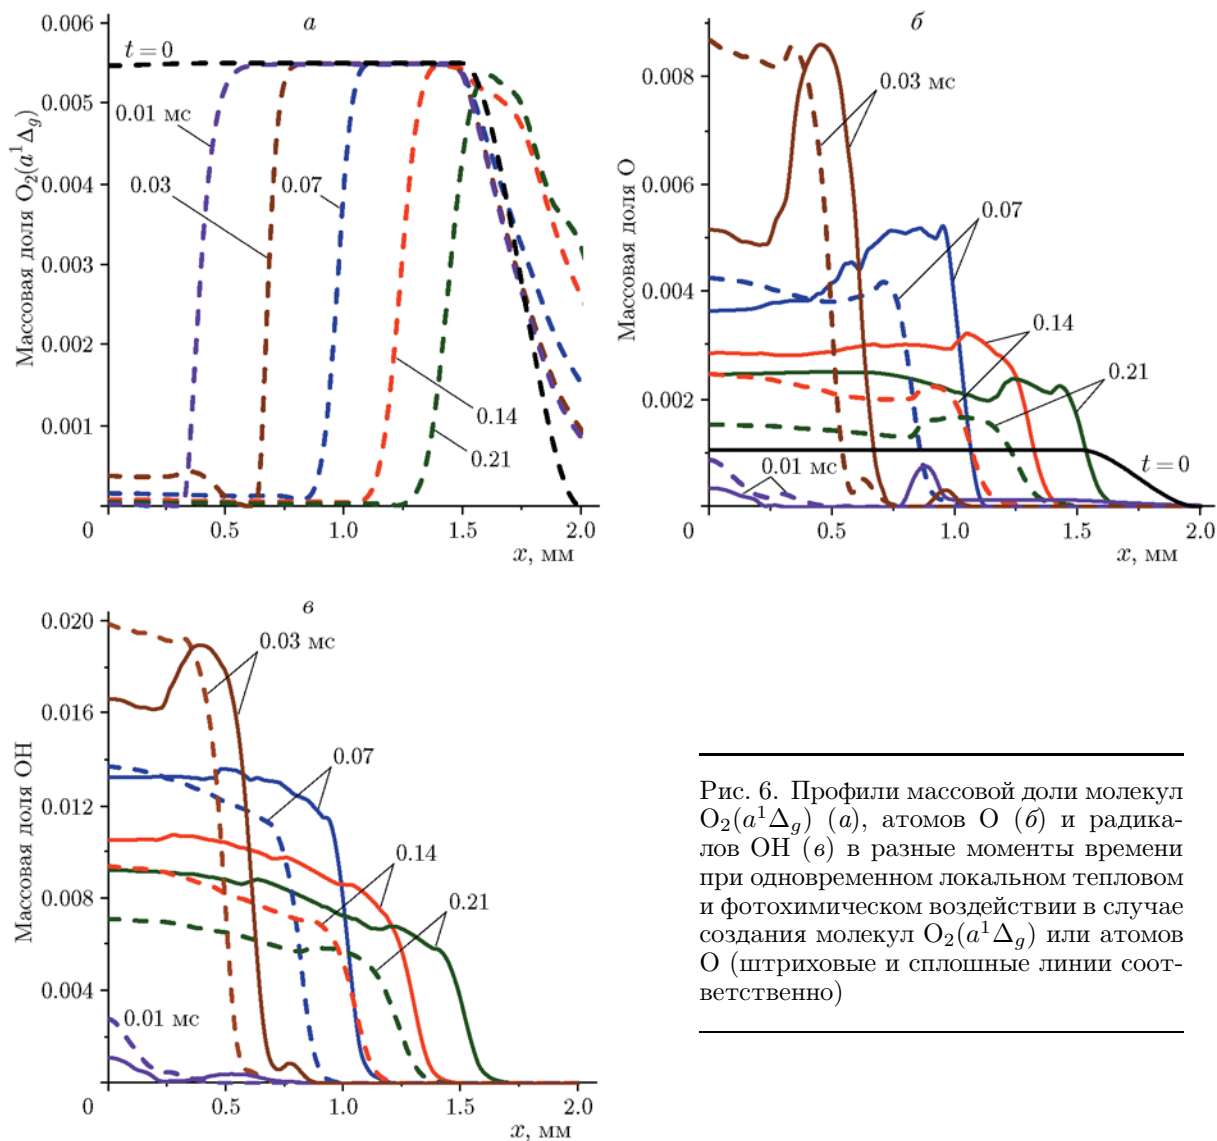 а
0.006
0.005
0.004
0.003
0.002
0.001
0
0.5
1.0
1.5
2.0
x, мм
Массовая доля O₂(a¹Δg)
t = 0
0.01 мс
0.03
0.07
0.14
0.21
б
0.008
0.006
0.004
0.002
0
0.5
1.0
1.5
2.0
x, мм
Массовая доля O
0.03 мс
0.07
0.14
0.21
0.01 мс
t = 0
в
0.020
0.016
0.012
0.008
0.004
0
0.5
1.0
1.5
2.0
x, мм
Массовая доля OH
0.03 мс
0.07
0.14
0.21
0.01 мс
Рис. 6. Профили массовой доли молекул
O₂(a¹Δg) (а), атомов O (б) и радика-
лов OH (в) в разные моменты времени
при одновременном локальном тепловом
и фотохимическом воздействии в случае
создания молекул O₂(a¹Δg) или атомов
O (штриховые и сплошные линии соот-
ветственно)